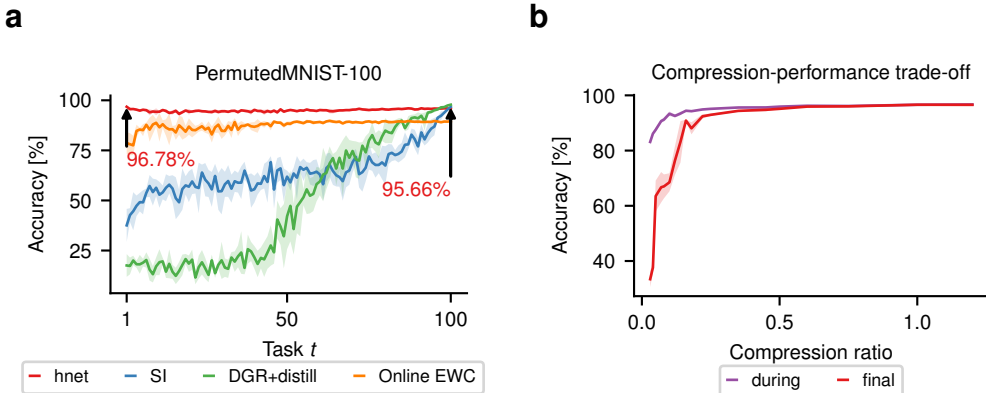 a
PermutedMNIST-100
Accuracy [%]
100
75
50
25
96.78%
95.66%
1
50
100
Task t
hnet
SI
DGR+distill
Online EWC
b
Compression-performance trade-off
Accuracy [%]
100
80
60
40
0.0
0.5
1.0
Compression ratio
during
final